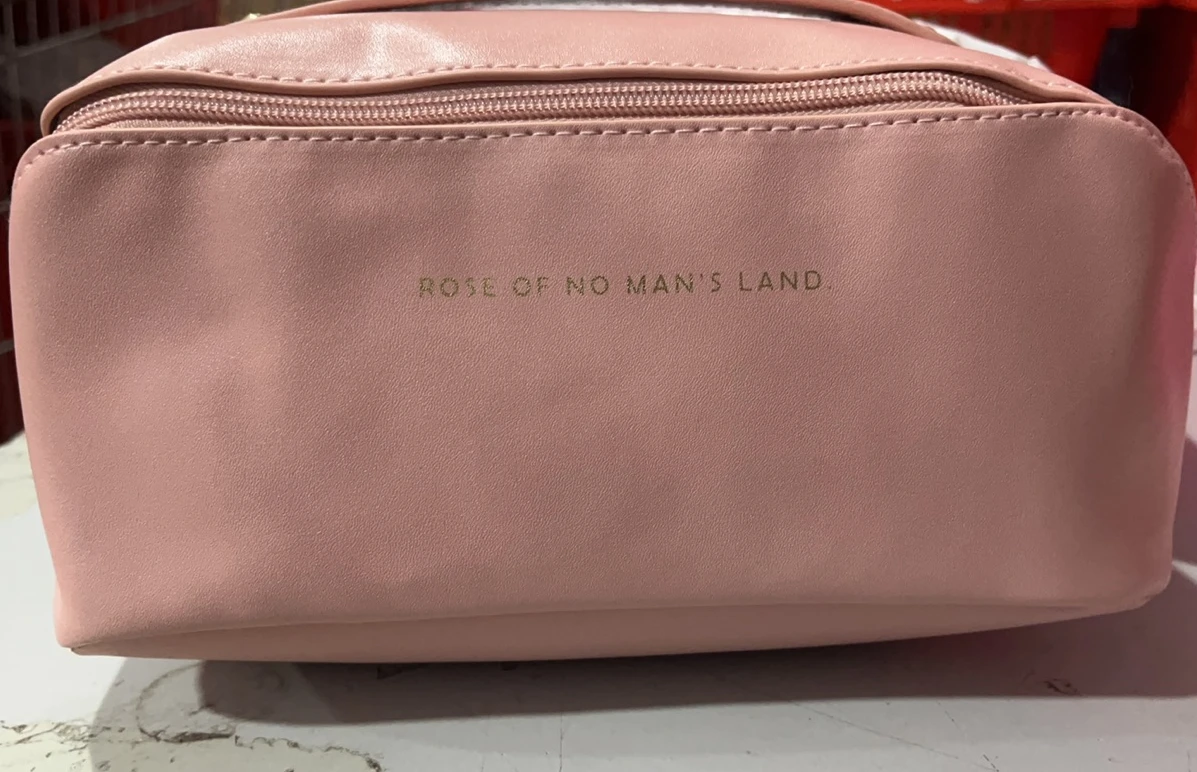 ROSE OF NO MAN'S LAND.